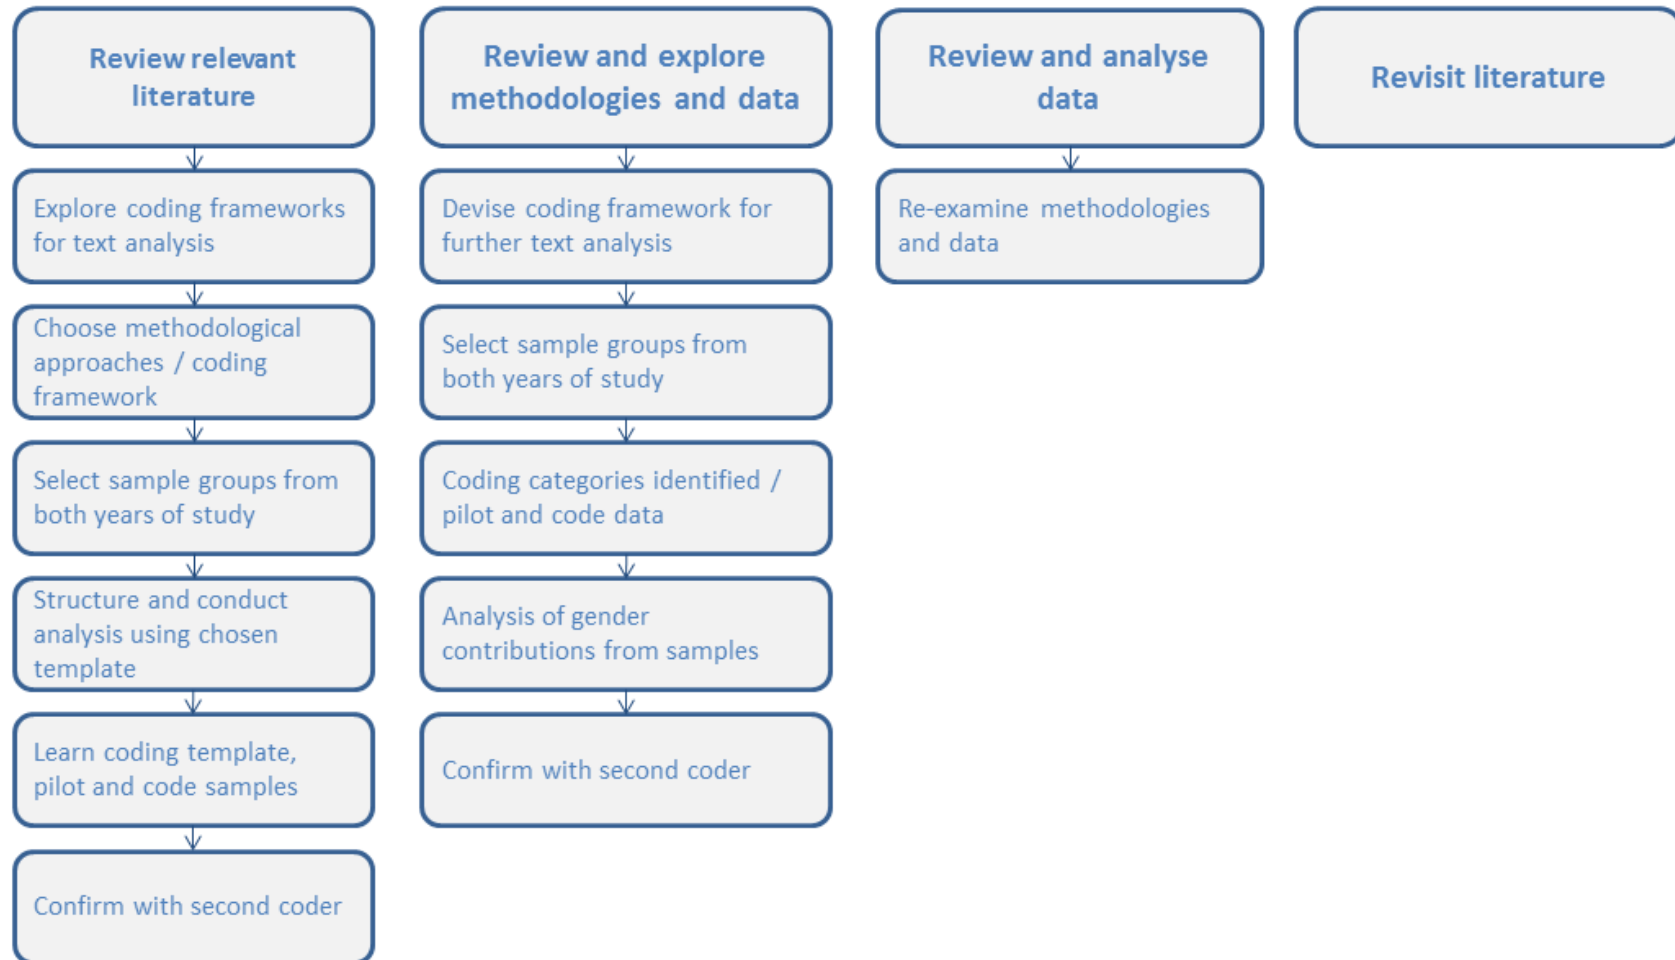 Review relevant
literature
Explore coding frameworks
for text analysis
Choose methodological
approaches / coding
framework
Select sample groups from
both years of study
Structure and conduct
analysis using chosen
template
Learn coding template,
pilot and code samples
Confirm with second coder
Review and explore
methodologies and data
Devise coding framework for
further text analysis
Select sample groups from
both years of study
Coding categories identified /
pilot and code data
Analysis of gender
contributions from samples
Confirm with second coder
Review and analyse
data
Re-examine methodologies
and data
Revisit literature